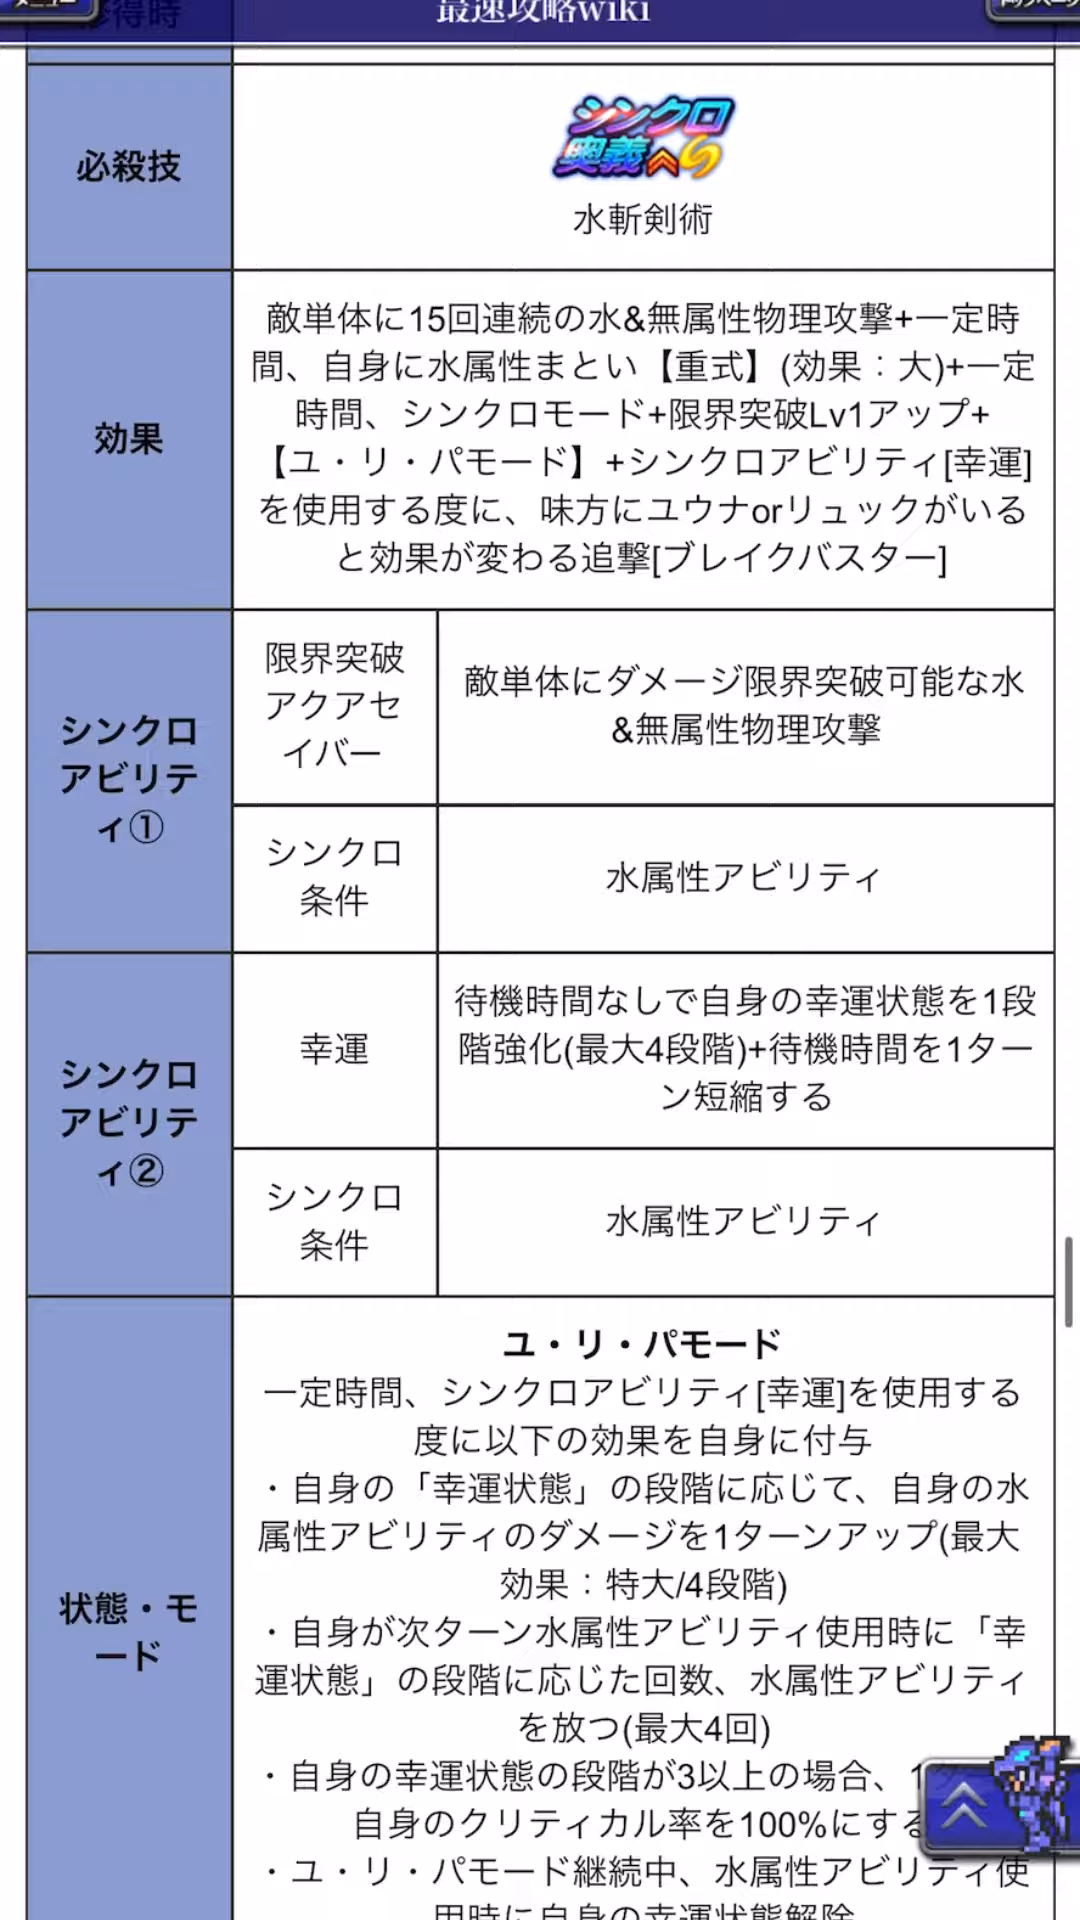 メニュー
修得時
最速攻略wiki
必殺技
シンクロ
奥義
水斬剣術
効果
敵単体に15回連続の水&無属性物理攻撃+一定時
間、自身に水属性まとい【重式】(効果：大)+一定
時間、シンクロモード+限界突破Lv1アップ+
【ユ・リ・パモード】+シンクロアビリティ[幸運]
を使用する度に、味方にユウナorリュックがいる
と効果が変わる追撃[ブレイクバスター]
シンクロ
アビリテ
ィ①
限界突破
アクアセ
イバー
敵単体にダメージ限界突破可能な水
&無属性物理攻撃
シンクロ
条件
水属性アビリティ
シンクロ
アビリテ
ィ②
幸運
待機時間なしで自身の幸運状態を1段
階強化(最大4段階)+待機時間を1ター
ン短縮する
シンクロ
条件
水属性アビリティ
状態・モ
ード
ユ・リ・パモード
一定時間、シンクロアビリティ[幸運]を使用する
度に以下の効果を自身に付与
・自身の「幸運状態」の段階に応じて、自身の水
属性アビリティのダメージを1ターンアップ(最大
効果：特大/4段階)
・自身が次ターン水属性アビリティ使用時に「幸
運状態」の段階に応じた回数、水属性アビリティ
を放つ(最大4回)
・自身の幸運状態の段階が3以上の場合、1
自身のクリティカル率を100%にする
・ユ・リ・パモード継続中、水属性アビリティ使
用時に自身の幸運状態解除